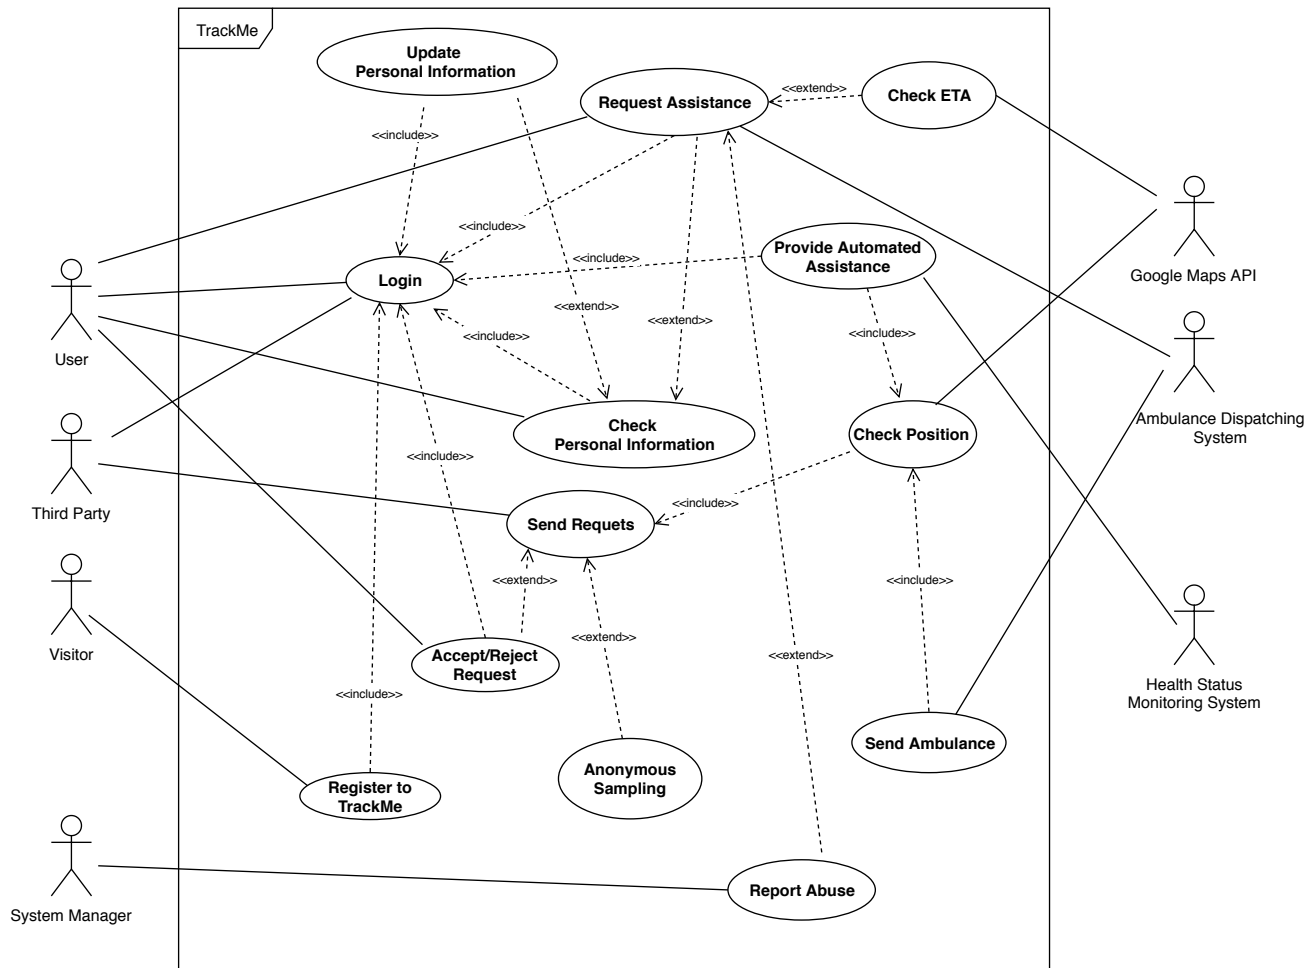 TrackMe
Update
Personal Information
Request Assistance
<<extend>>
Check ETA
<<include>>
<<include>>
Provide Automated
Assistance
<<include>>
Google Maps API
Login
User
<<extend>>
<<extend>>
<<include>>
<<include>>
Check
Personal Information
Check Position
Ambulance Dispatching
System
<<include>>
Third Party
<<include>>
Send Requets
<<extend>>
<<include>>
<<extend>>
Visitor
Accept/Reject
Request
<<extend>>
<<include>>
Health Status
Monitoring System
Send Ambulance
Anonymous
Sampling
Register to
TrackMe
Report Abuse
System Manager